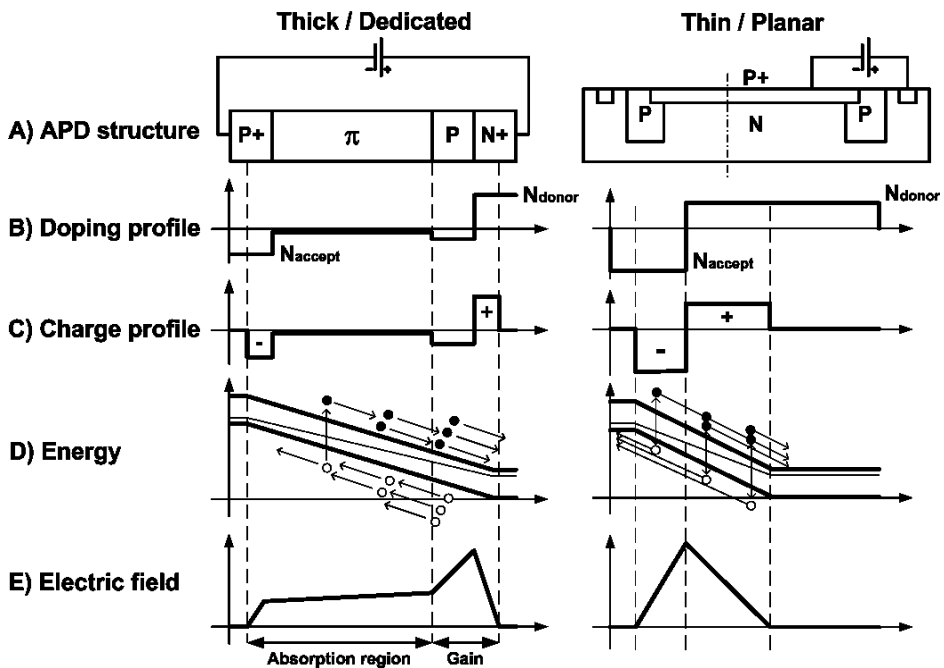 Thick / Dedicated
Thin / Planar
- +
- +
P+
A) APD structure
P+ π P N+
P N P
B) Doping profile
Ndonor
Naccept
Ndonor
Naccept
C) Charge profile
- +
- +
D) Energy
E) Electric field
Absorption region
Gain